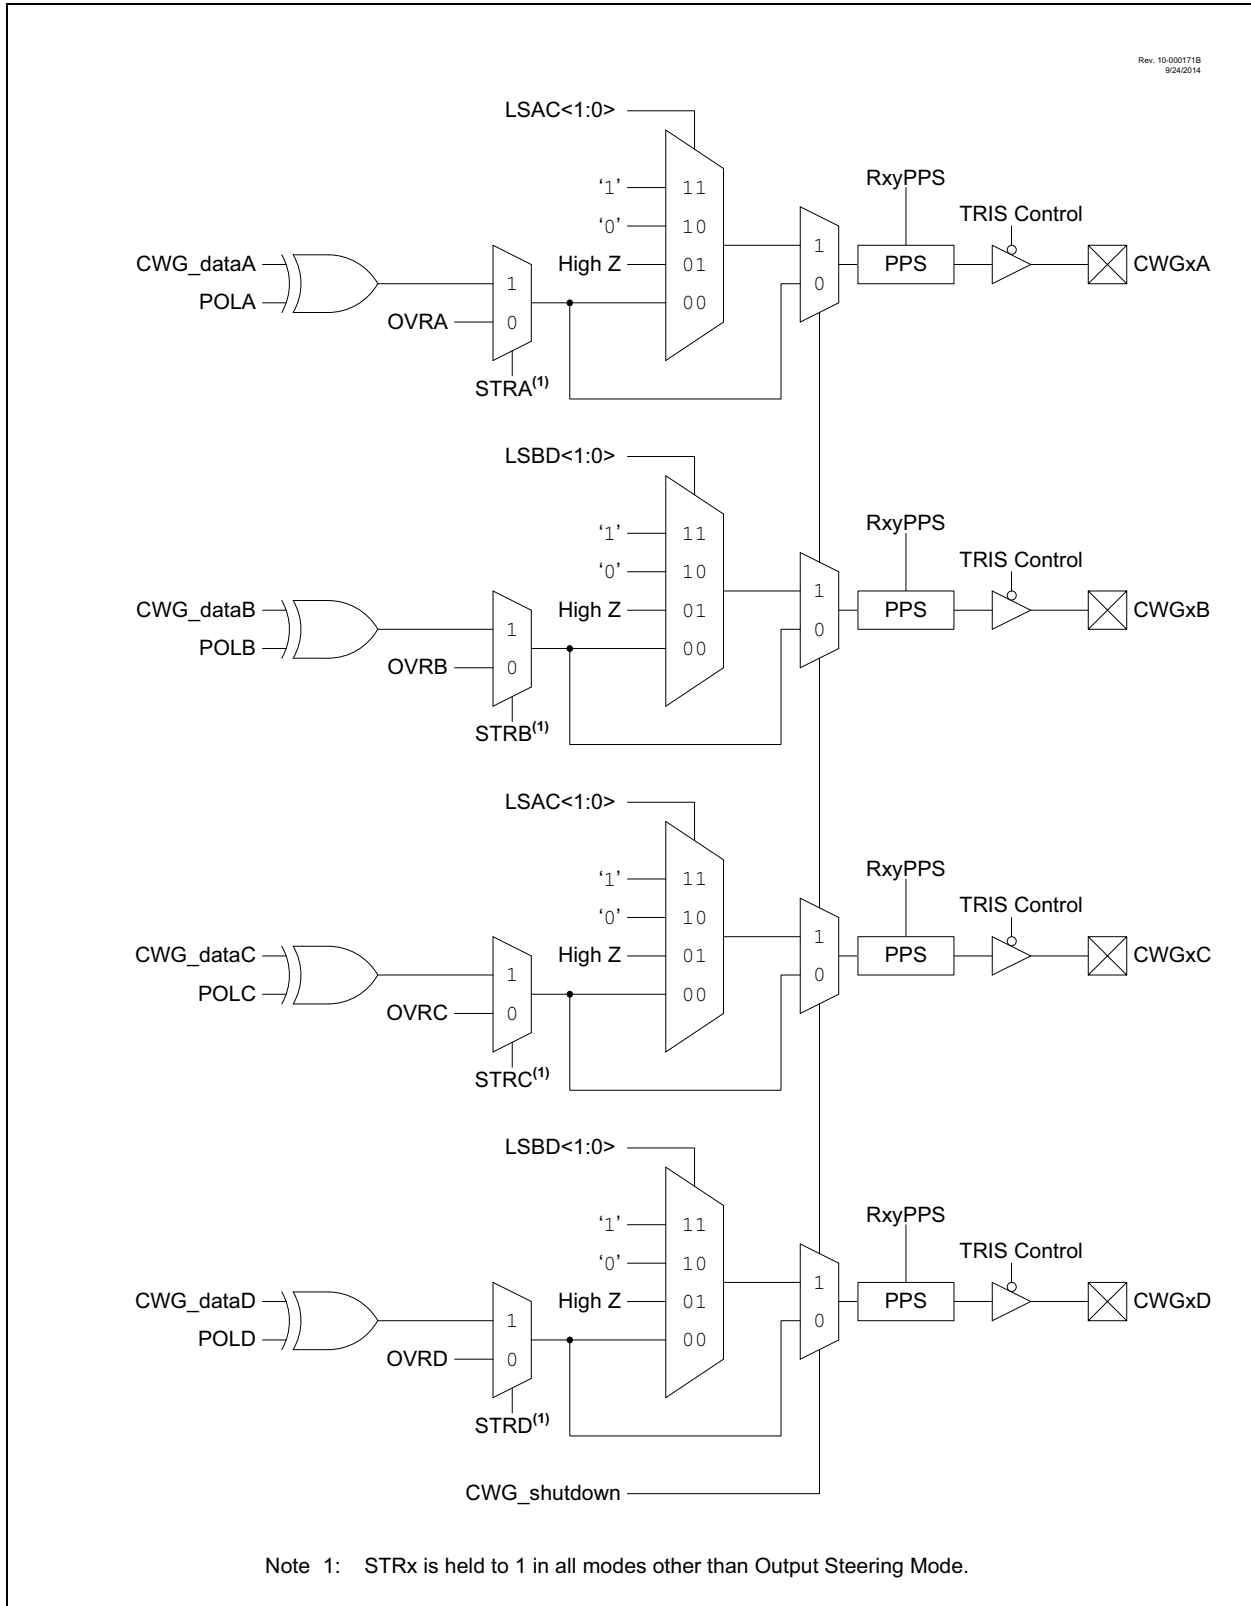 Rev. 10-000171B
9/24/2014
LSAC<1:0>
‘1’
11
RxyPPS
‘0’
10
TRIS Control
CWG_dataA
1
High Z
01
1
PPS
CWGxA
POLA
OVRA
0
00
0
STRA(1)
LSBD<1:0>
‘1’
11
RxyPPS
‘0’
10
TRIS Control
CWG_dataB
1
High Z
01
1
PPS
CWGxB
POLB
OVRB
0
00
0
STRB(1)
LSAC<1:0>
‘1’
11
RxyPPS
‘0’
10
TRIS Control
CWG_dataC
1
High Z
01
1
PPS
CWGxC
POLC
OVRC
0
00
0
STRC(1)
LSBD<1:0>
‘1’
11
RxyPPS
‘0’
10
TRIS Control
CWG_dataD
1
High Z
01
1
PPS
CWGxD
POLD
OVRD
0
00
0
STRD(1)
CWG_shutdown
Note 1: STRx is held to 1 in all modes other than Output Steering Mode.